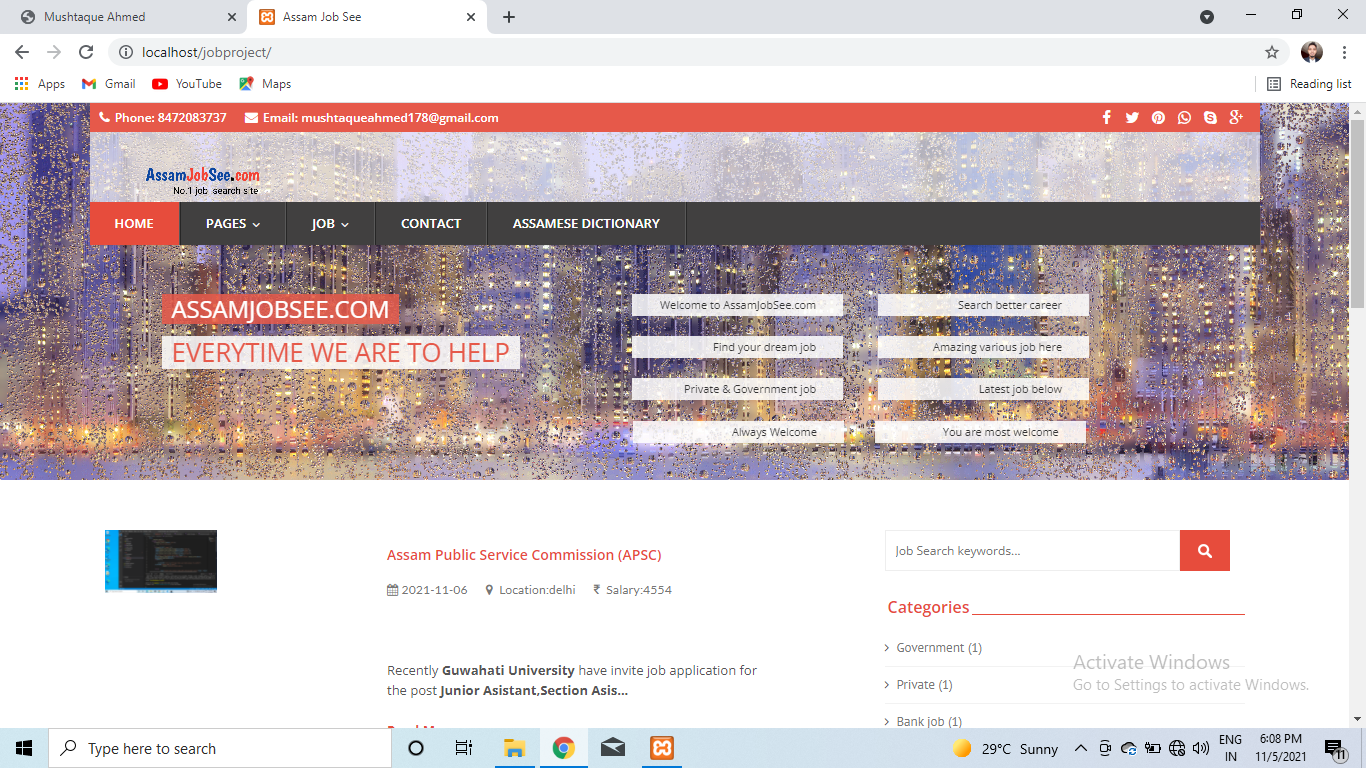 Mushtaque Ahmed
Assam Job See
localhost/jobproject/
Apps Gmail YouTube Maps Reading list
Phone: 8472083737 Email: mushtaqueahmed178@gmail.com
AssamJobSee.com
No.1 job search site
HOME PAGES JOB CONTACT ASSAMESE DICTIONARY
ASSAMJOBSEE.COM
EVERYTIME WE ARE TO HELP
Welcome to AssamJobSee.com Search better career
Find your dream job Amazing various job here
Private & Government job Latest job below
Always Welcome You are most welcome
Assam Public Service Commission (APSC)
2021-11-06 Location:delhi ₹ Salary:4554
Recently Guwahati University have invite job application for
the post Junior Asistant,Section Asis...
Job Search keywords...
Categories
Government (1)
Private (1)
Bank job (1)
Activate Windows
Go to Settings to activate Windows.
Type here to search
29°C Sunny
ENG
IN
6:08 PM
11/5/2021
11